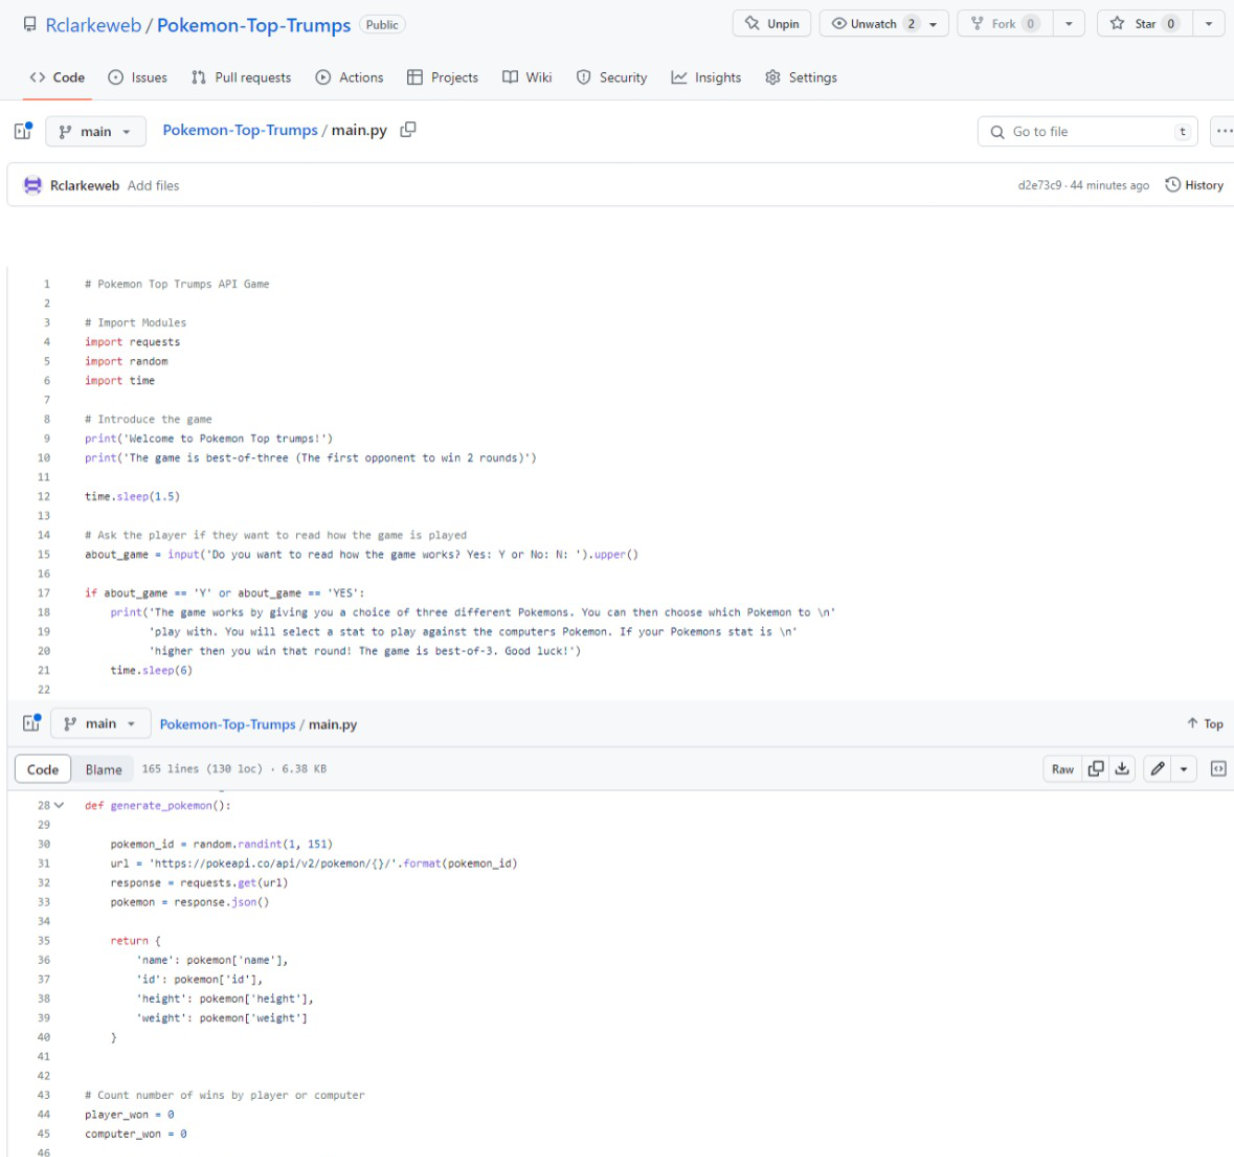 Rclarkeweb / Pokemon-Top-Trumps Public Unpin Unwatch 2 Fork 0 Star 0
Code Issues Pull requests Actions Projects Wiki Security Insights Settings
main Pokemon-Top-Trumps / main.py Go to file t ...
Rclarkeweb Add files d2e73c9 · 44 minutes ago History
1 # Pokemon Top Trumps API Game
2
3 # Import Modules
4 import requests
5 import random
6 import time
7
8 # Introduce the game
9 print('Welcome to Pokemon Top trumps!')
10 print('The game is best-of-three (The first opponent to win 2 rounds)')
11
12 time.sleep(1.5)
13
14 # Ask the player if they want to read how the game is played
15 about_game = input('Do you want to read how the game works? Yes: Y or No: N: ').upper()
16
17 if about_game == 'Y' or about_game == 'YES':
18 print('The game works by giving you a choice of three different Pokemons. You can then choose which Pokemon to \n'
19 'play with. You will select a stat to play against the computers Pokemon. If your Pokemons stat is \n'
20 'higher then you win that round! The game is best-of-3. Good luck!')
21 time.sleep(6)
22
main Pokemon-Top-Trumps / main.py Top
Code Blame 165 lines (130 loc) · 6.38 KB Raw
28 def generate_pokemon():
29
30 pokemon_id = random.randint(1, 151)
31 url = 'https://pokeapi.co/api/v2/pokemon/{}/'.format(pokemon_id)
32 response = requests.get(url)
33 pokemon = response.json()
34
35 return {
36 'name': pokemon['name'],
37 'id': pokemon['id'],
38 'height': pokemon['height'],
39 'weight': pokemon['weight']
40 }
41
42
43 # Count number of wins by player or computer
44 player_won = 0
45 computer_won = 0
46